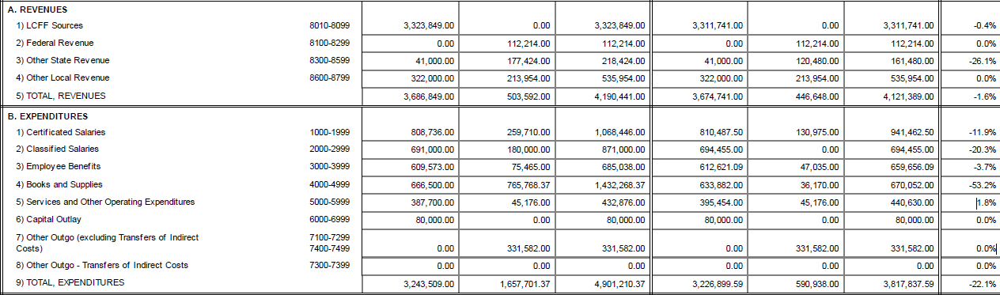 A. REVENUES
1) LCFF Sources 8010-8099 3,323,849.00 0.00 3,323,849.00 3,311,741.00 0.00 3,311,741.00 -0.4%
2) Federal Revenue 8100-8299 0.00 112,214.00 112,214.00 0.00 112,214.00 112,214.00 0.0%
3) Other State Revenue 8300-8599 41,000.00 177,424.00 218,424.00 41,000.00 120,480.00 161,480.00 -26.1%
4) Other Local Revenue 8600-8799 322,000.00 213,954.00 535,954.00 322,000.00 213,954.00 535,954.00 0.0%
5) TOTAL, REVENUES 3,686,849.00 503,592.00 4,190,441.00 3,674,741.00 446,648.00 4,121,389.00 -1.6%
B. EXPENDITURES
1) Certificated Salaries 1000-1999 808,736.00 259,710.00 1,068,446.00 810,487.50 130,975.00 941,462.50 -11.9%
2) Classified Salaries 2000-2999 691,000.00 180,000.00 871,000.00 694,455.00 0.00 694,455.00 -20.3%
3) Employee Benefits 3000-3999 609,573.00 75,465.00 685,038.00 612,621.09 47,035.00 659,656.09 -3.7%
4) Books and Supplies 4000-4999 666,500.00 765,768.37 1,432,268.37 633,882.00 36,170.00 670,052.00 -53.2%
5) Services and Other Operating Expenditures 5000-5999 387,700.00 45,176.00 432,876.00 395,454.00 45,176.00 440,630.00 1.8%
6) Capital Outlay 6000-6999 80,000.00 0.00 80,000.00 80,000.00 0.00 80,000.00 0.0%
7) Other Outgo (excluding Transfers of Indirect 7100-7299
Costs) 7400-7499 0.00 331,582.00 331,582.00 0.00 331,582.00 331,582.00 0.0%
8) Other Outgo - Transfers of Indirect Costs 7300-7399 0.00 0.00 0.00 0.00 0.00 0.00 0.0%
9) TOTAL, EXPENDITURES 3,243,509.00 1,657,701.37 4,901,210.37 3,226,899.59 590,938.00 3,817,837.59 -22.1%